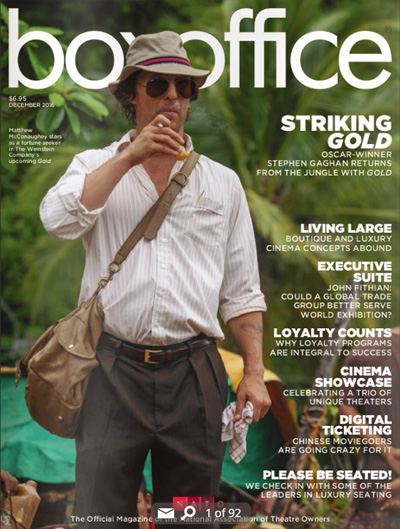 boxoffice
$6.95
DECEMBER 2016
Matthew
McConaughey stars
as a fortune seeker
in The Weinstein
Company's
upcoming Gold
STRIKING
GOLD
OSCAR-WINNER
STEPHEN GAGHAN RETURNS
FROM THE JUNGLE WITH GOLD
LIVING LARGE
BOUTIQUE AND LUXURY
CINEMA CONCEPTS ABOUND
EXECUTIVE
SUITE
JOHN FITHIAN:
COULD A GLOBAL TRADE
GROUP BETTER SERVE
WORLD EXHIBITION?
LOYALTY COUNTS
WHY LOYALTY PROGRAMS
ARE INTEGRAL TO SUCCESS
CINEMA
SHOWCASE
CELEBRATING A TRIO OF
UNIQUE THEATERS
DIGITAL
TICKETING
CHINESE MOVIEGOERS
ARE GOING CRAZY FOR IT
PLEASE BE SEATED!
WE CHECK IN WITH SOME OF THE
LEADERS IN LUXURY SEATING
NATO
1 of 92
The Official Magazine of the National Association of Theatre Owners